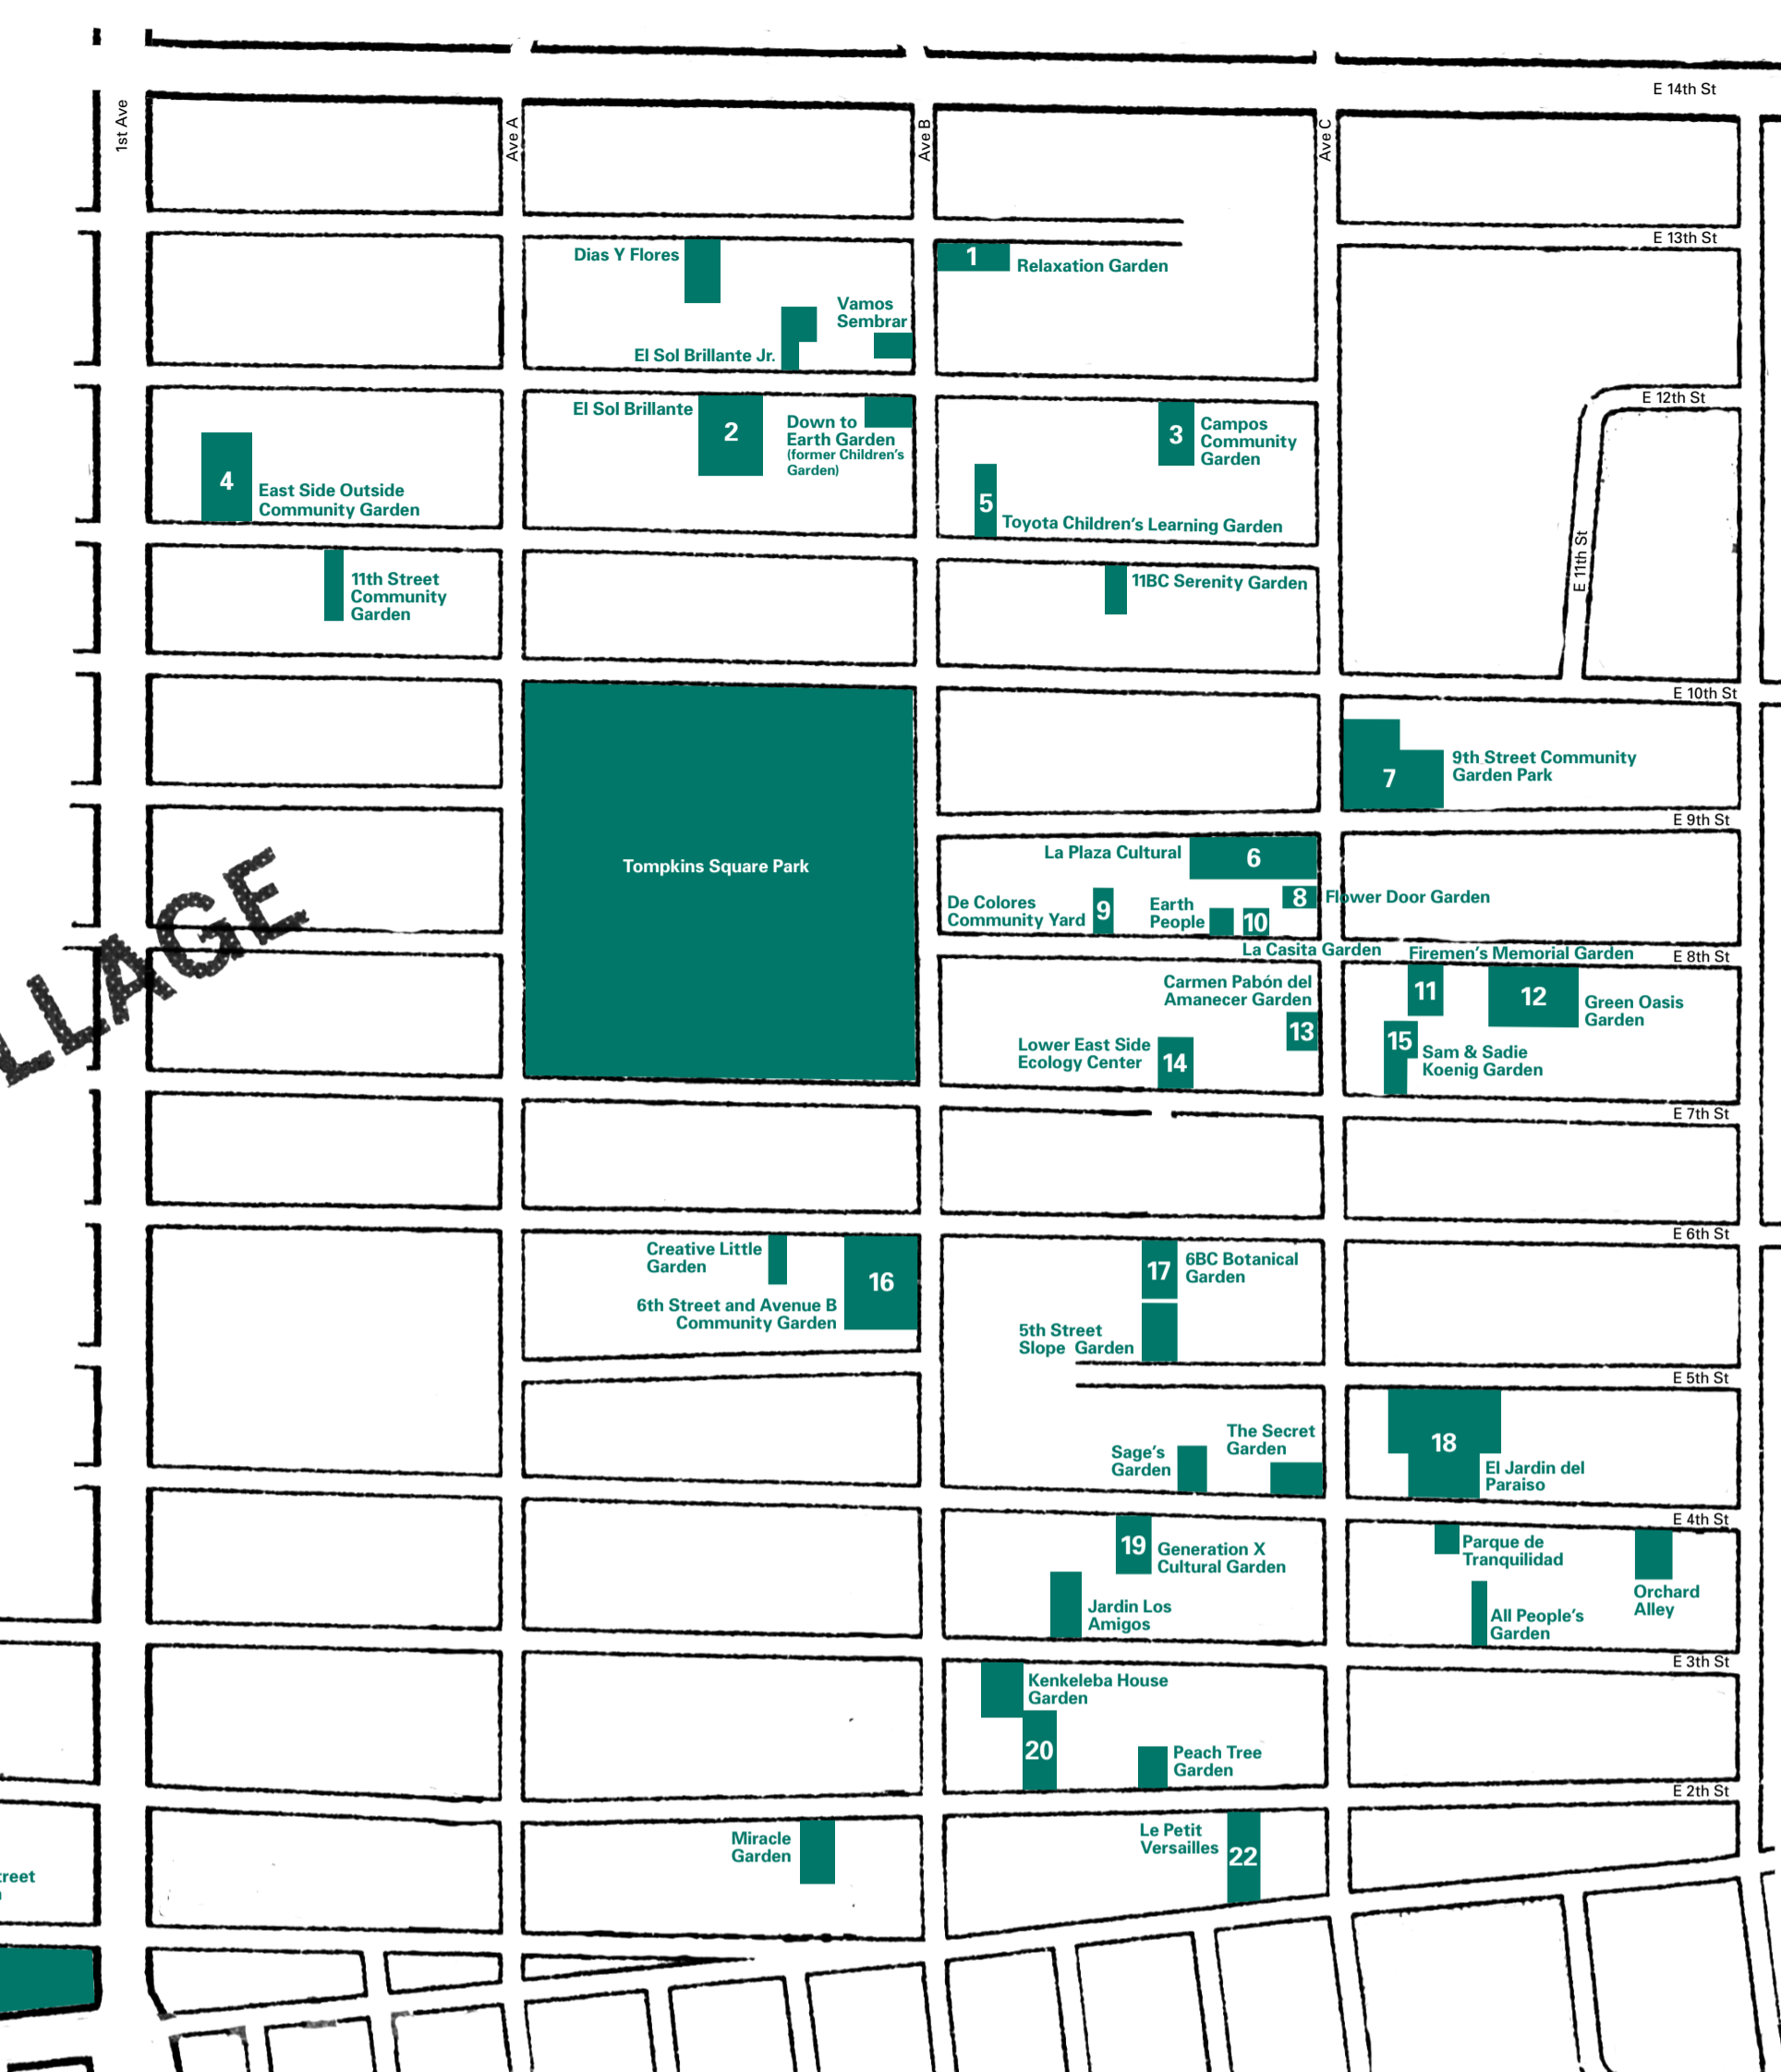 E 14th St
1st Ave
Ave A
Ave B
Ave C
E 13th St
Dias Y Flores
1
Relaxation Garden
Vamos
Sembrar
El Sol Brillante Jr.
E 12th St
El Sol Brillante
2
Down to
Earth Garden
(former Children's
Garden)
3
Campos
Community
Garden
4
East Side Outside
Community Garden
5
Toyota Children's Learning Garden
E 11th St
11th Street
Community
Garden
11BC Serenity Garden
E 10th St
7
9th Street Community
Garden Park
E 9th St
Tompkins Square Park
La Plaza Cultural
6
8
Flower Door Garden
De Colores
Community Yard
9
Earth
People
10
La Casita Garden
Firemen's Memorial Garden
E 8th St
LLAGE
Carmen Pabón del
Amanecer Garden
13
11
12
Green Oasis
Garden
Lower East Side
Ecology Center
14
15
Sam & Sadie
Koenig Garden
E 7th St
E 6th St
Creative Little
Garden
16
6th Street and Avenue B
Community Garden
17
6BC Botanical
Garden
5th Street
Slope Garden
E 5th St
18
El Jardin del
Paraiso
Sage's
Garden
The Secret
Garden
E 4th St
19
Generation X
Cultural Garden
Parque de
Tranquilidad
Orchard
Alley
Jardin Los
Amigos
All People's
Garden
E 3th St
Kenkeleba House
Garden
20
Peach Tree
Garden
E 2th St
Miracle
Garden
Le Petit
Versailles
22
treet